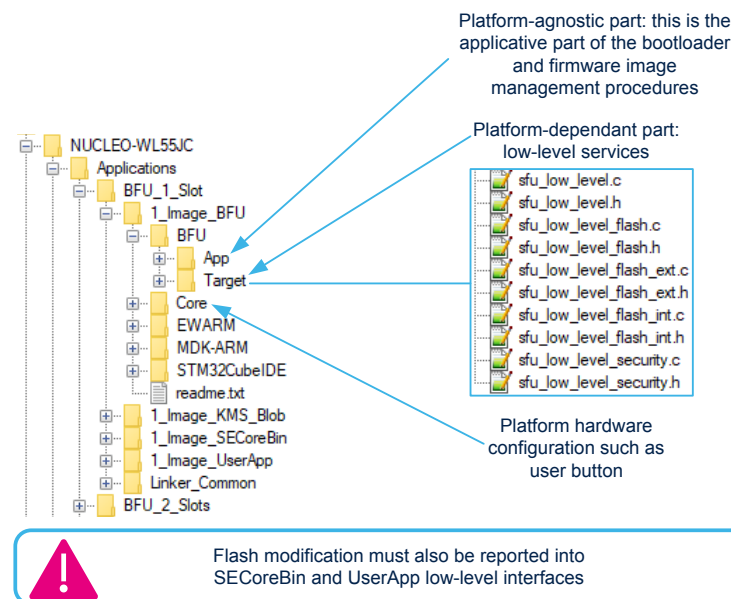 Platform-agnostic part: this is the
applicative part of the bootloader
and firmware image
management procedures
Platform-dependant part:
low-level services
NUCLEO-WL55JC
Applications
BFU_1_Slot
1_Image_BFU
BFU
App
Target
Core
EWARM
MDK-ARM
STM32CubeIDE
readme.txt
1_Image_KMS_Blob
1_Image_SECoreBin
1_Image_UserApp
Linker_Common
BFU_2_Slots
sfu_low_level.c
sfu_low_level.h
sfu_low_level_flash.c
sfu_low_level_flash.h
sfu_low_level_flash_ext.c
sfu_low_level_flash_ext.h
sfu_low_level_flash_int.c
sfu_low_level_flash_int.h
sfu_low_level_security.c
sfu_low_level_security.h
Platform hardware
configuration such as
user button
Flash modification must also be reported into
SECoreBin and UserApp low-level interfaces